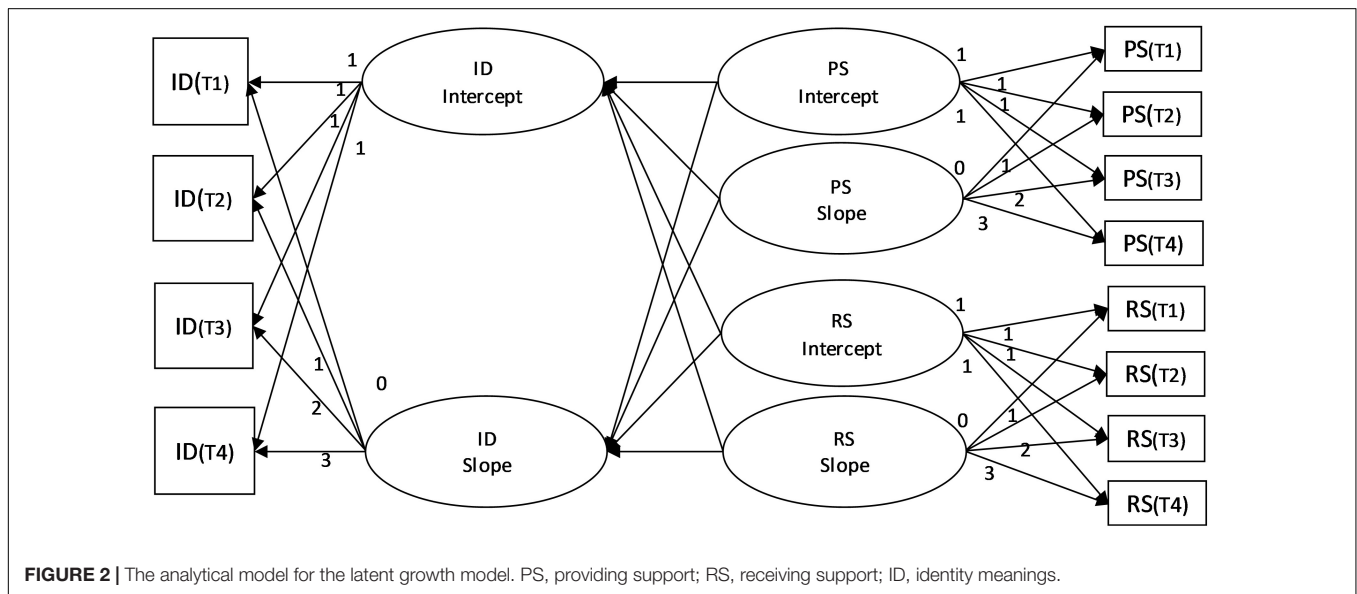 ID(T1)
ID(T2)
ID(T3)
ID(T4)
1
1
1
1
1
2
3
0
ID
Intercept
ID
Slope
PS
Intercept
PS
Slope
RS
Intercept
RS
Slope
1
1
1
1
0
1
2
3
1
1
1
1
0
1
2
3
PS(T1)
PS(T2)
PS(T3)
PS(T4)
RS(T1)
RS(T2)
RS(T3)
RS(T4)
FIGURE 2 | The analytical model for the latent growth model. PS, providing support; RS, receiving support; ID, identity meanings.